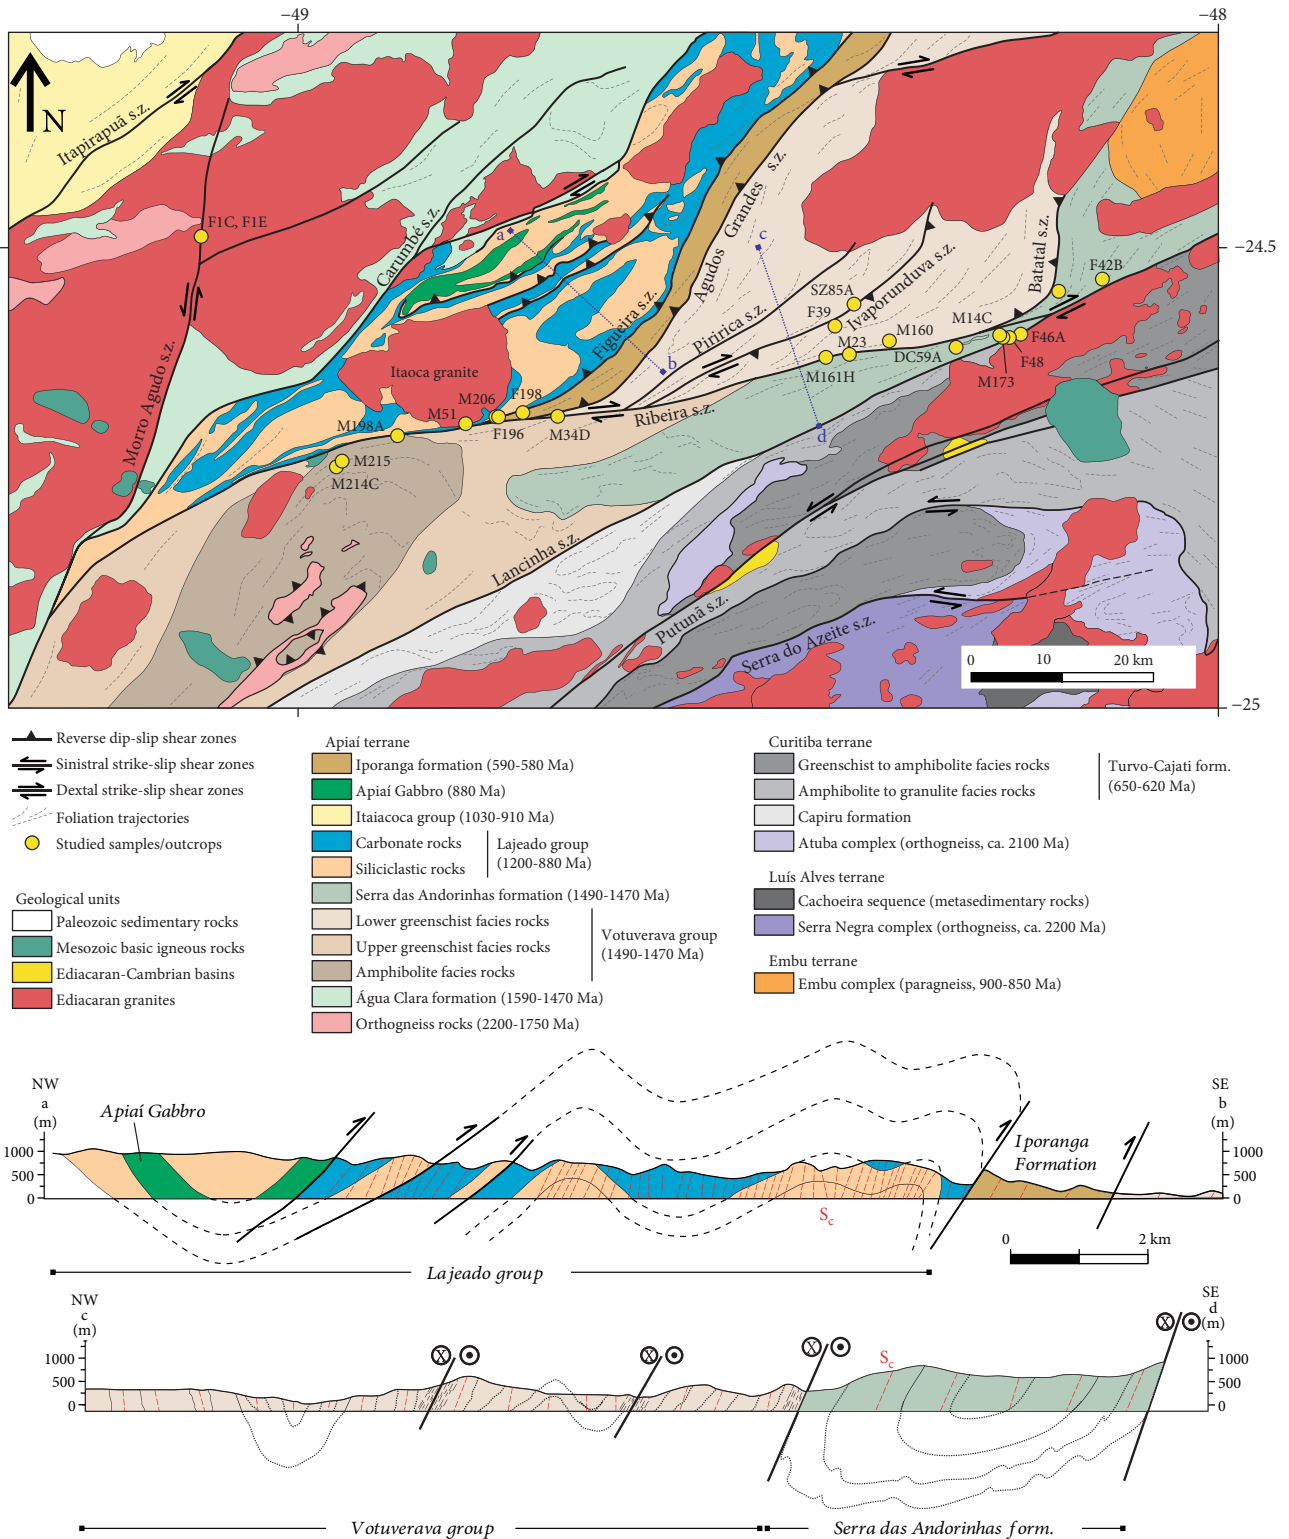 −49
−48
N
Itapirapuã s.z.
F1C, F1E
Carumbé s.z.
a
c
Agudos Grandes s.z.
Batatal s.z.
−24.5
F42B
SZ85A
Ivaporunduva s.z.
F39
Figueira s.z.
Piririca s.z.
M160
M14C
M23
F46A
DC59A
F48
Morro Agudo s.z.
Itaoca granite
b
M161H
M173
F198
M206
M51
Ribeira s.z.
M198A
F196
M34D
d
M215
M214C
Lancinha s.z.
Putunã s.z.
Serra do Azeite s.z.
0 10 20 km
−25
Reverse dip-slip shear zones
Sinistral strike-slip shear zones
Dextal strike-slip shear zones
Foliation trajectories
Studied samples/outcrops
Geological units
Paleozoic sedimentary rocks
Mesozoic basic igneous rocks
Ediacaran-Cambrian basins
Ediacaran granites
Apiaí terrane
Iporanga formation (590-580 Ma)
Apiaí Gabbro (880 Ma)
Itaiacoca group (1030-910 Ma)
Carbonate rocks
Siliciclastic rocks
Lajeado group
(1200-880 Ma)
Serra das Andorinhas formation (1490-1470 Ma)
Lower greenschist facies rocks
Upper greenschist facies rocks
Amphibolite facies rocks
Votuverava group
(1490-1470 Ma)
Água Clara formation (1590-1470 Ma)
Orthogneiss rocks (2200-1750 Ma)
Curitiba terrane
Greenschist to amphibolite facies rocks
Amphibolite to granulite facies rocks
Turvo-Cajati form.
(650-620 Ma)
Capiru formation
Atuba complex (orthogneiss, ca. 2100 Ma)
Luís Alves terrane
Cachoeira sequence (metasedimentary rocks)
Serra Negra complex (orthogneiss, ca. 2200 Ma)
Embu terrane
Embu complex (paragneiss, 900-850 Ma)
NW
a
(m)
1000
500
0
Apiaí Gabbro
Sc
Iporanga
Formation
SE
b
(m)
1000
500
0
0 2 km
Lajeado group
NW
c
(m)
1000
500
0
X
X
X
Sc
X
SE
d
(m)
1000
500
0
Votuverava group
Serra das Andorinhas form.